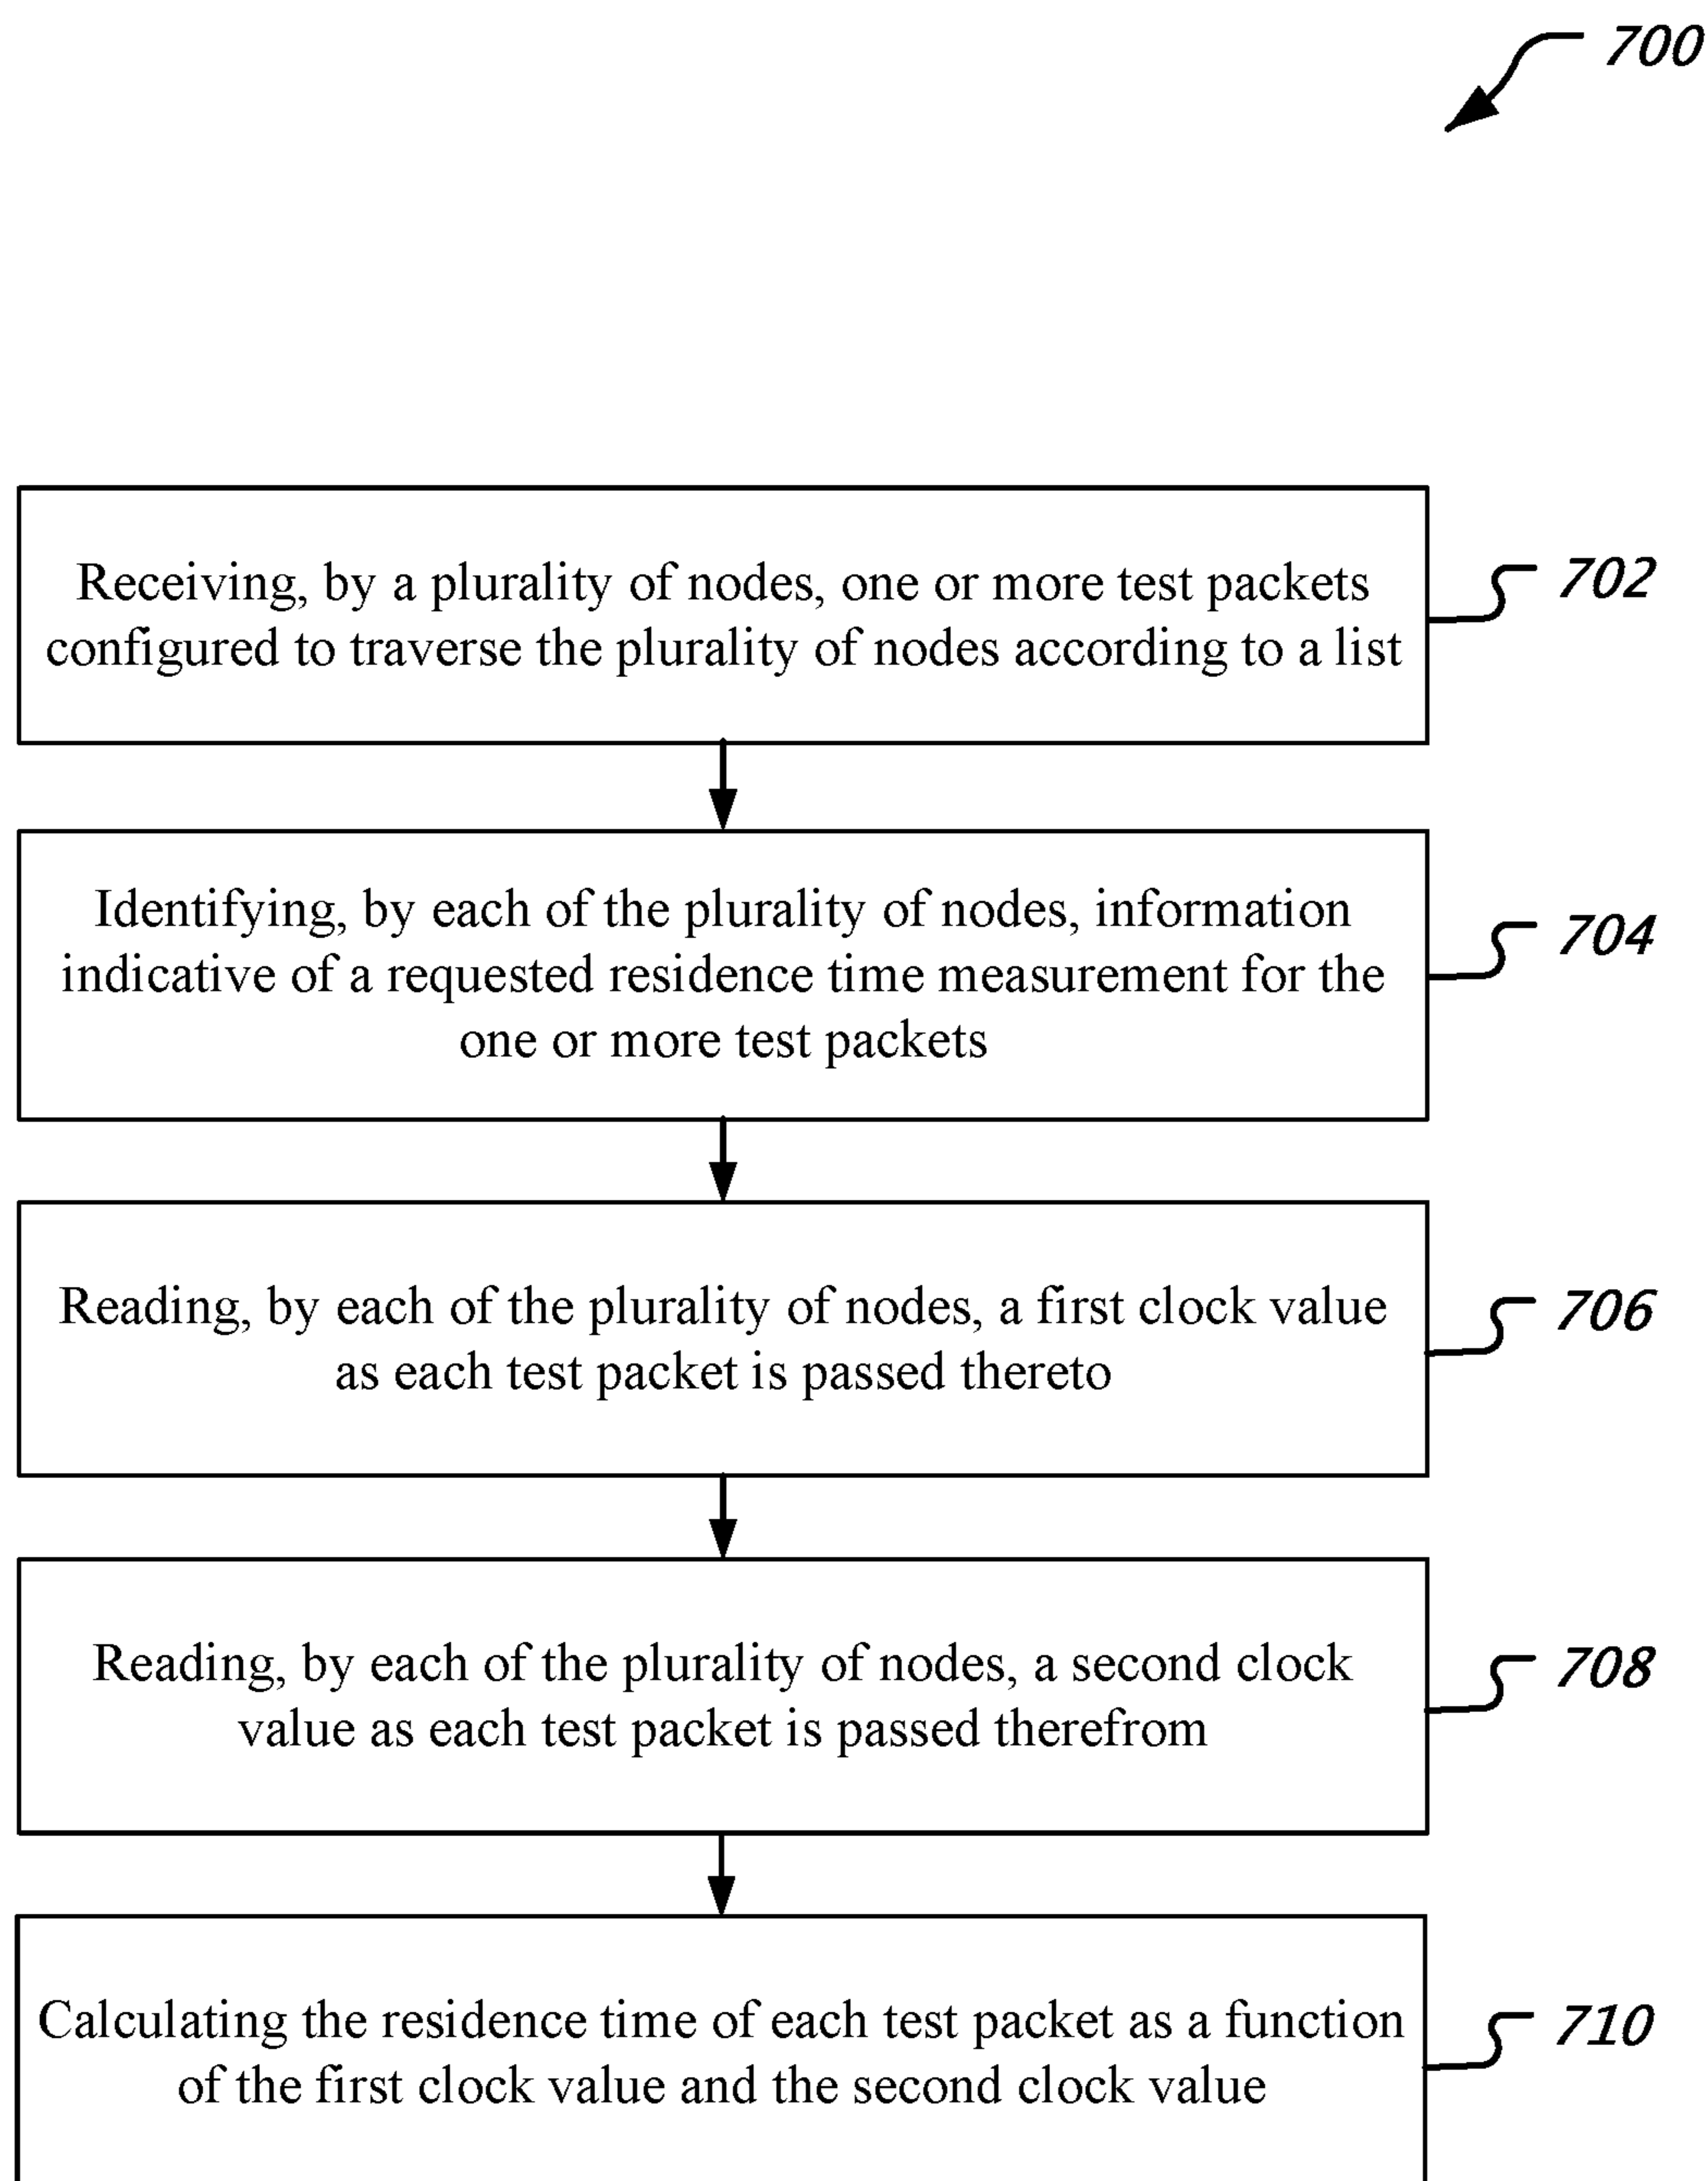 700
Receiving, by a plurality of nodes, one or more test packets
configured to traverse the plurality of nodes according to a list
702
Identifying, by each of the plurality of nodes, information
indicative of a requested residence time measurement for the
one or more test packets
704
Reading, by each of the plurality of nodes, a first clock value
as each test packet is passed thereto
706
Reading, by each of the plurality of nodes, a second clock
value as each test packet is passed therefrom
708
Calculating the residence time of each test packet as a function
of the first clock value and the second clock value
710